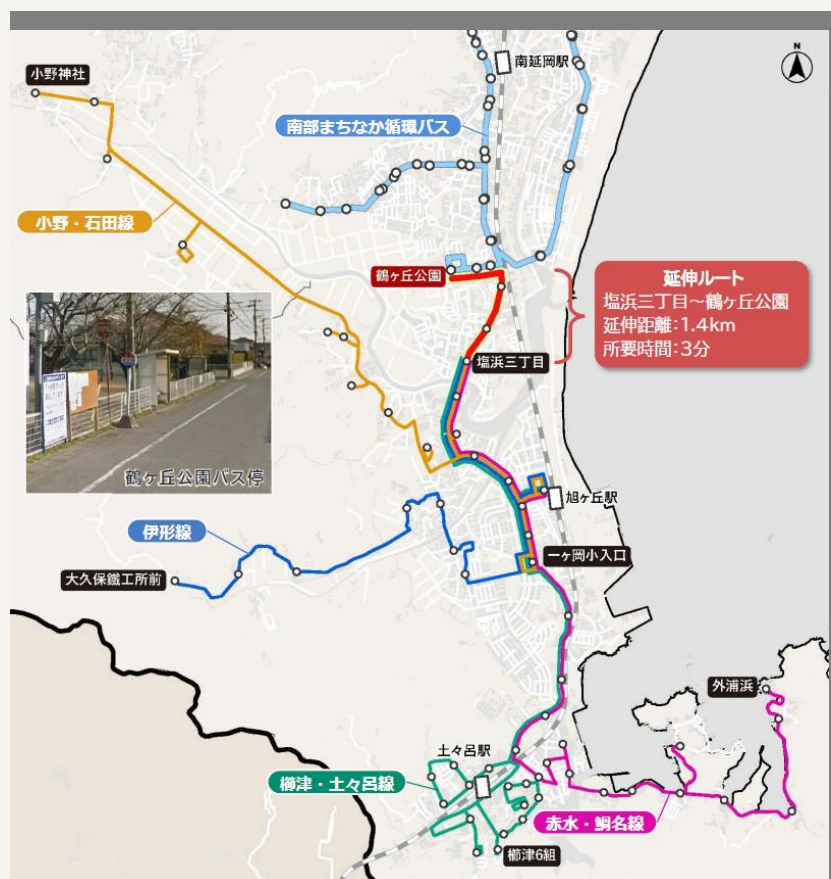 N
南延岡駅
小野神社
南部まちなか循環バス
小野・石田線
鶴ヶ丘公園
延伸ルート
塩浜三丁目～鶴ヶ丘公園
延伸距離:1.4km
所要時間:3分
塩浜三丁目
鶴ヶ丘公園バス停
旭ヶ丘駅
伊形線
一ヶ岡小入口
大久保鐵工所前
外浦浜
土々呂駅
櫛津・土々呂線
赤水・鯛名線
櫛津6組